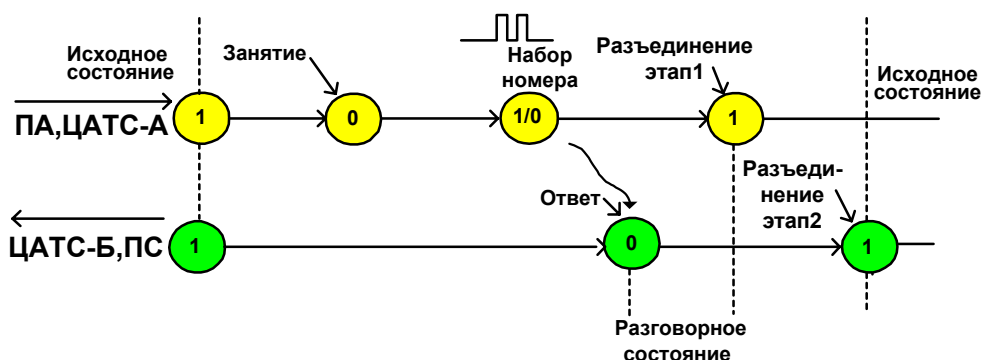 Исходное
состояние
Занятие
Набор
номера
Разъединение
этап1
Исходное
состояние
ПА,ЦАТС-А
1
0
1/0
1
Ответ
Разъеди-
нение
этап2
ЦАТС-Б,ПС
1
0
1
Разговорное
состояние